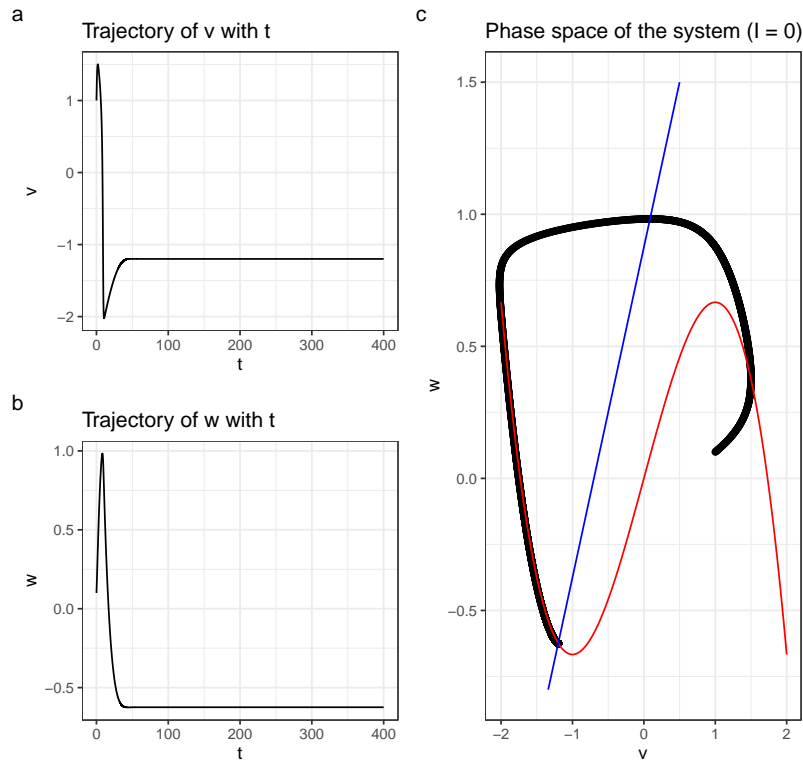 a
Trajectory of v with t
1
0
−1
−2
v
0
100
200
300
400
t
b
Trajectory of w with t
1.0
0.5
0.0
−0.5
w
0
100
200
300
400
t
c
Phase space of the system (I = 0)
1.5
1.0
0.5
0.0
−0.5
w
−2
−1
0
1
2
v